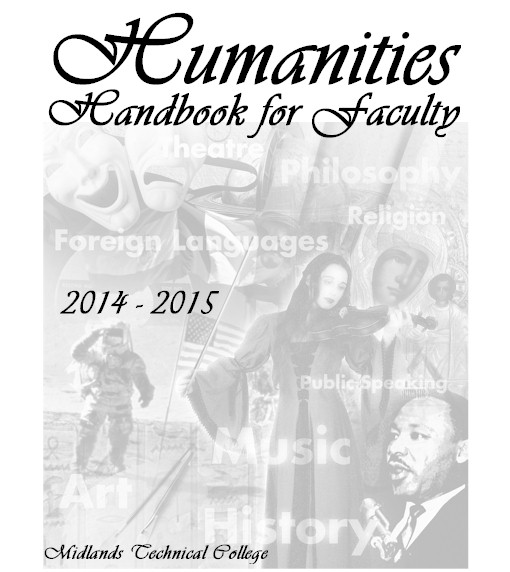 Humanities
Handbook for Faculty
Theatre
Philosophy
Religion
Foreign Languages
2014 - 2015
Public Speaking
Music
Art
History
Midlands Technical College